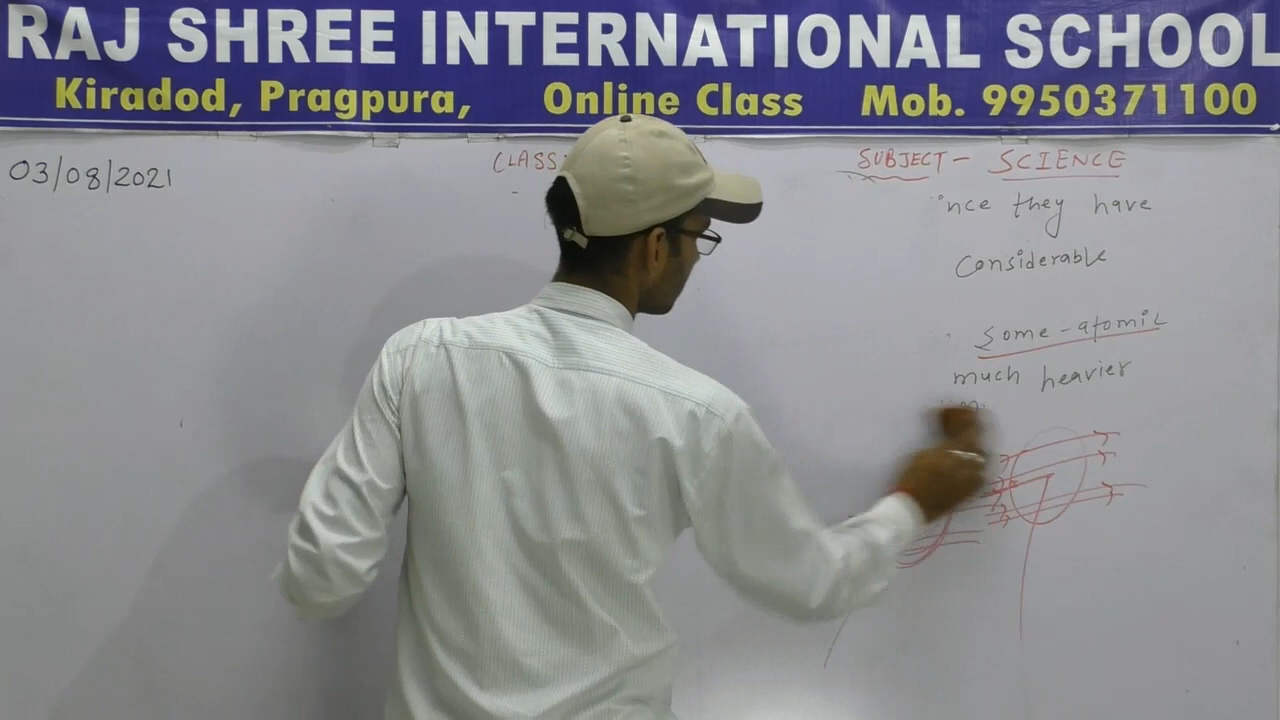 RAJ SHREE INTERNATIONAL SCHOOL
Kiradod, Pragpura, Online Class Mob. 9950371100
03/08/2021 CLASS SUBJECT - SCIENCE
nce they have
Considerable
Some-atomic
much heavier